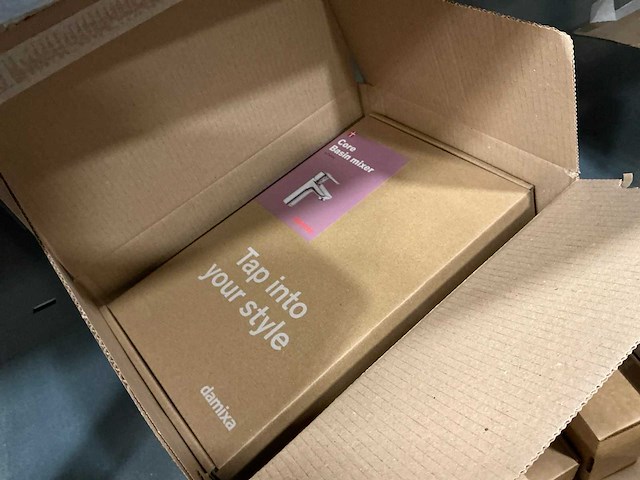 Core
Basin mixer
Tap into
your style
damixa